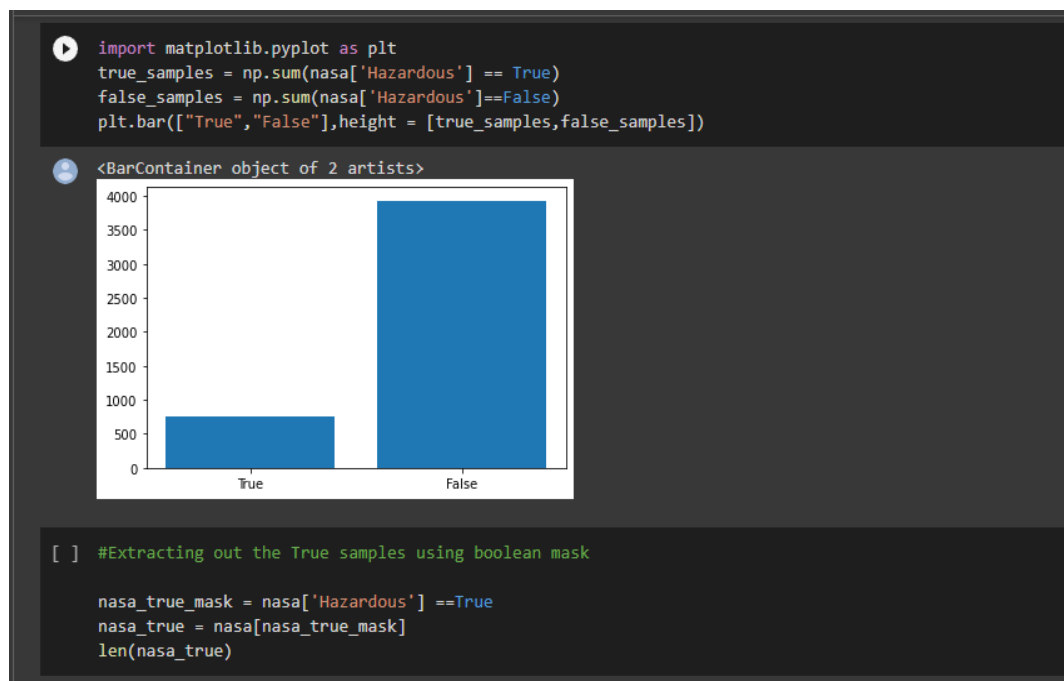 import matplotlib.pyplot as plt
true_samples = np.sum(nasa['Hazardous'] == True)
false_samples = np.sum(nasa['Hazardous']==False)
plt.bar(["True","False"],height = [true_samples,false_samples])
<BarContainer object of 2 artists>
4000
3500
3000
2500
2000
1500
1000
500
0
True False
[ ] #Extracting out the True samples using boolean mask
nasa_true_mask = nasa['Hazardous'] ==True
nasa_true = nasa[nasa_true_mask]
len(nasa_true)